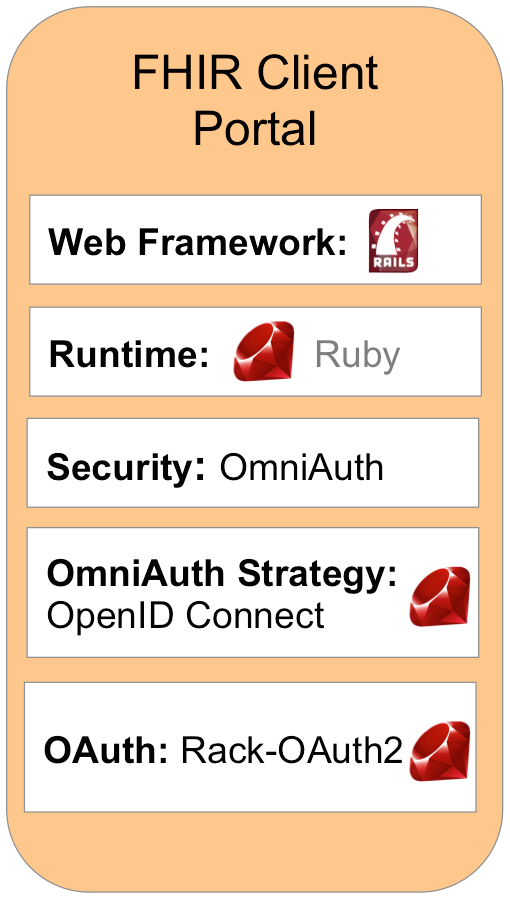 FHIR Client
Portal
Web Framework:
RAILS
Runtime: Ruby
Security: OmniAuth
OmniAuth Strategy:
OpenID Connect
OAuth: Rack-OAuth2